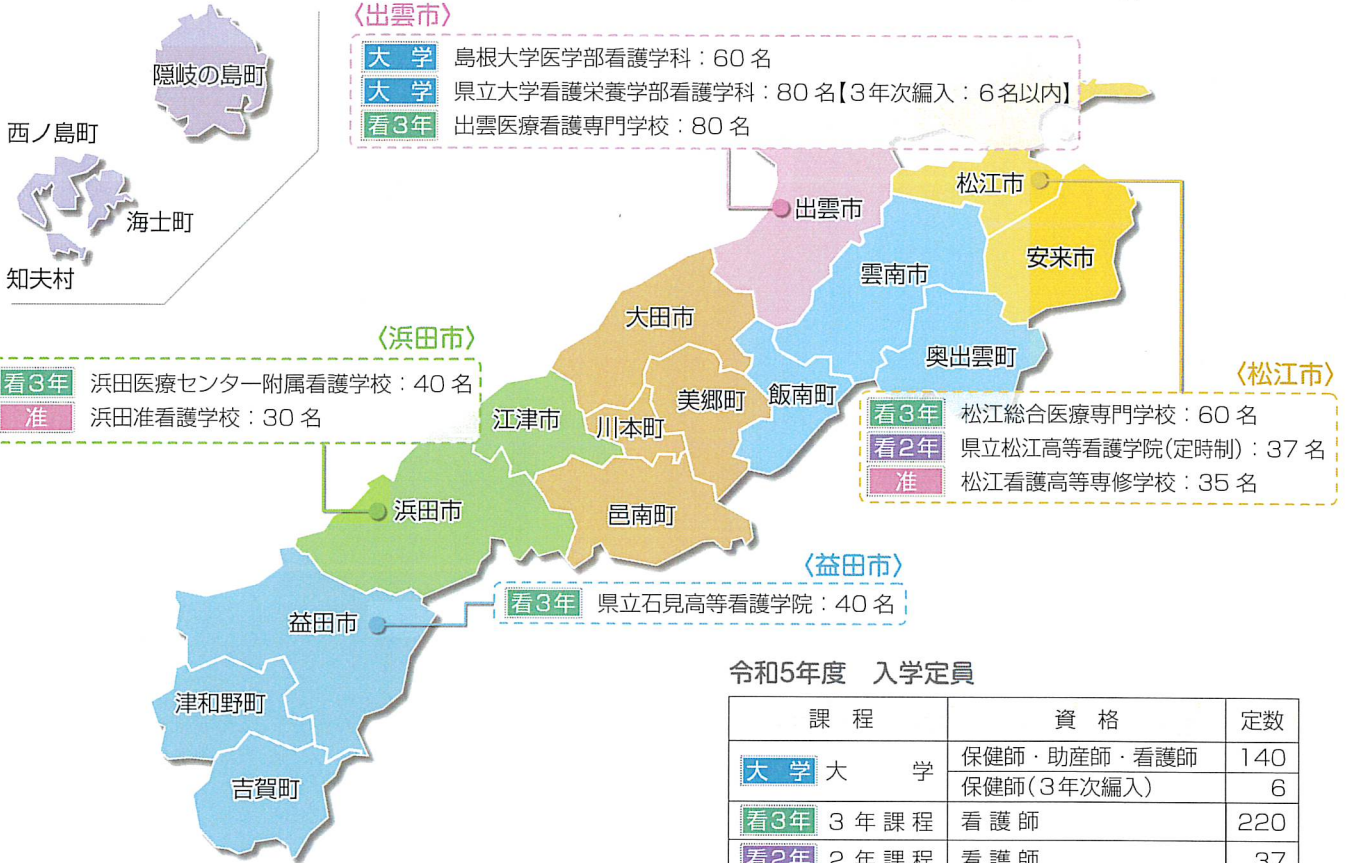 〈出雲市〉
大 学 島根大学医学部看護学科：60名
大 学 県立大学看護栄養学部看護学科：80名【3年次編入：6名以内】
看3年 出雲医療看護専門学校：80名
隠岐の島町
西ノ島町
海士町
知夫村
松江市
出雲市
安来市
雲南市
大田市
奥出雲町
美郷町
飯南町
江津市
川本町
邑南町
浜田市
益田市
津和野町
吉賀町
〈浜田市〉
看3年 浜田医療センター附属看護学校：40名
准 浜田准看護学校：30名
〈松江市〉
看3年 松江総合医療専門学校：60名
看2年 県立松江高等看護学院(定時制)：37名
准 松江看護高等専修学校：35名
〈益田市〉
看3年 県立石見高等看護学院：40名
令和5年度 入学定員
課 程 資 格 定数
大 学 大 学 保健師・助産師・看護師 140
保健師(3年次編入) 6
看3年 3年課程 看護師 220
看2年 2年課程 看護師 37